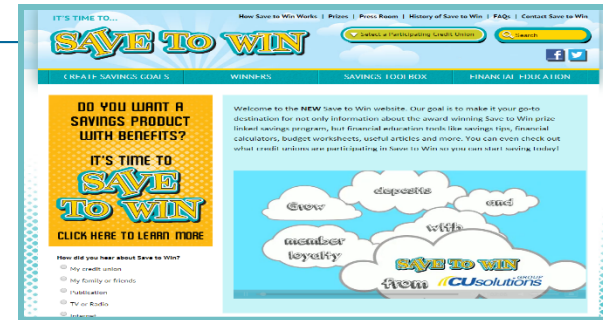 IT'S TIME TO...
SAVE TO WIN
How Save to Win Works | Prizes | Press Room | History of Save to Win | FAQs | Contact Save to Win
Select a Participating Credit Union
Search
CREATE SAVINGS GOALS WINNERS SAVINGS TOOLBOX FINANCIAL EDUCATION
DO YOU WANT A
SAVINGS PRODUCT
WITH BENEFITS?
IT'S TIME TO
SAVE
TO WIN
CLICK HERE TO LEARN MORE
How did you hear about Save to Win?
My credit union
My family or friends
Publication
TV or Radio
Internet
Welcome to the NEW Save to Win website. Our goal is to make it your go-to
destination for not only information about the award winning Save to Win prize
linked savings program, but financial education tools like savings tips, financial
calculators, budget worksheets, useful articles and more. You can even check out
what credit unions are participating in Save to Win so you can start saving today!
Grow
deposits
and
member
loyalty
with
SAVE TO WIN
from CUsolutions
GROUP